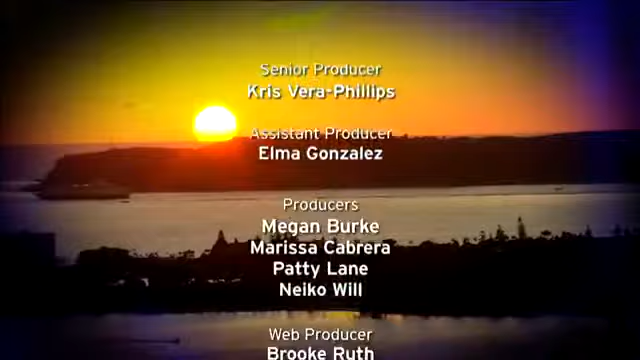 Senior Producer
Kris Vera-Phillips
Assistant Producer
Elma Gonzalez
Producers
Megan Burke
Marissa Cabrera
Patty Lane
Neiko Will
Web Producer
Brooke Ruth